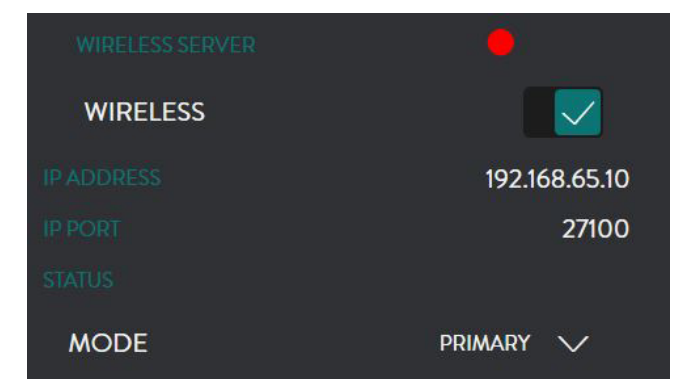 WIRELESS SERVER
WIRELESS
IP ADDRESS 192.168.65.10
IP PORT 27100
STATUS
MODE PRIMARY